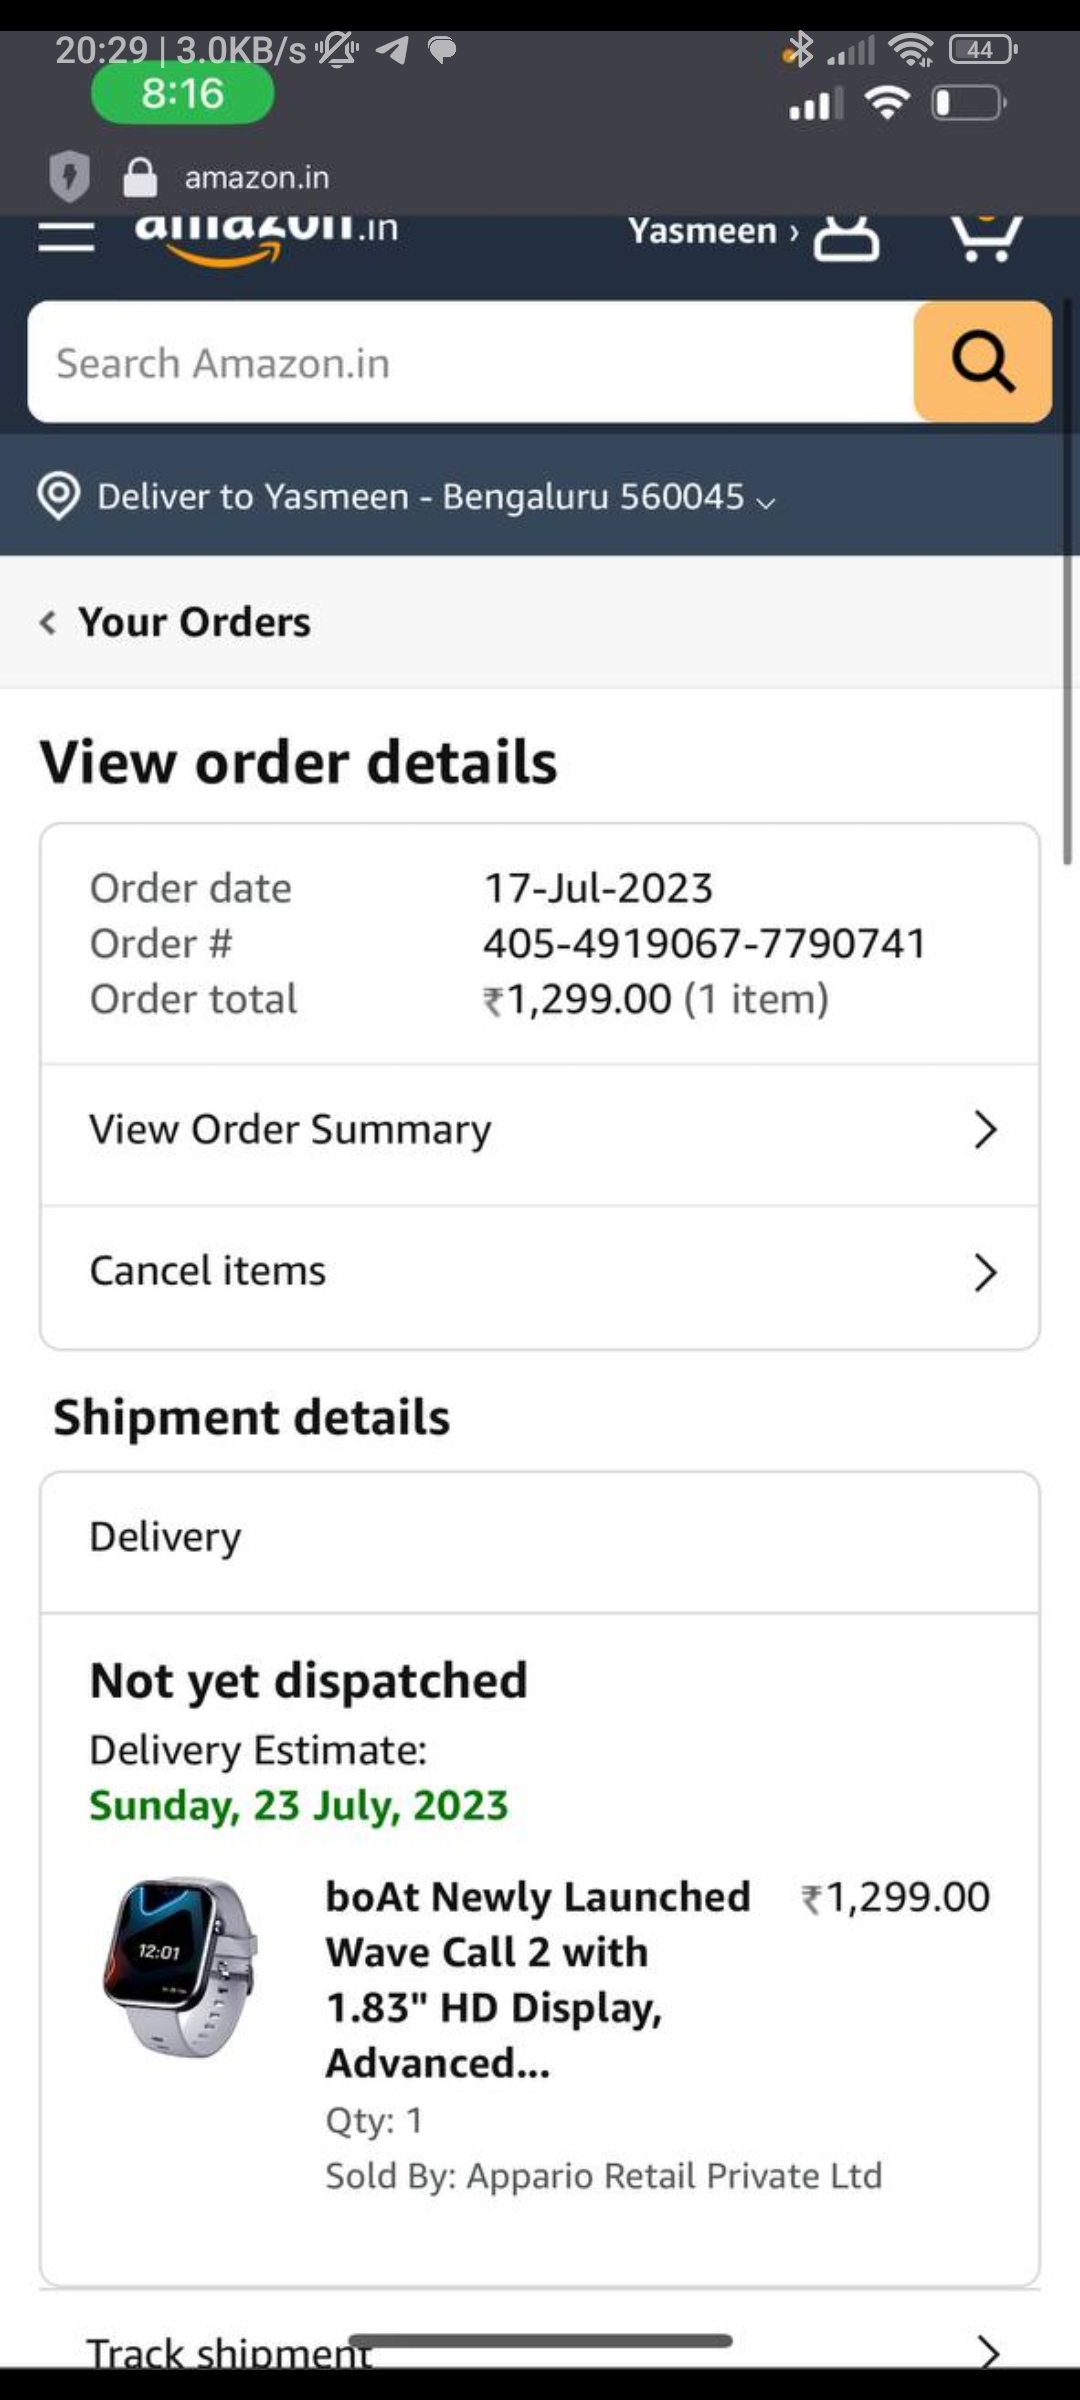 20:29 | 3.0KB/s
44
8:16
amazon.in
amazon.in
Yasmeen ›
Search Amazon.in
Deliver to Yasmeen - Bengaluru 560045
Your Orders
View order details
Order date 17-Jul-2023
Order # 405-4919067-7790741
Order total ₹1,299.00 (1 item)
View Order Summary
Cancel items
Shipment details
Delivery
Not yet dispatched
Delivery Estimate:
Sunday, 23 July, 2023
12:01
boAt Newly Launched ₹1,299.00
Wave Call 2 with
1.83" HD Display,
Advanced...
Qty: 1
Sold By: Appario Retail Private Ltd
Track shipment